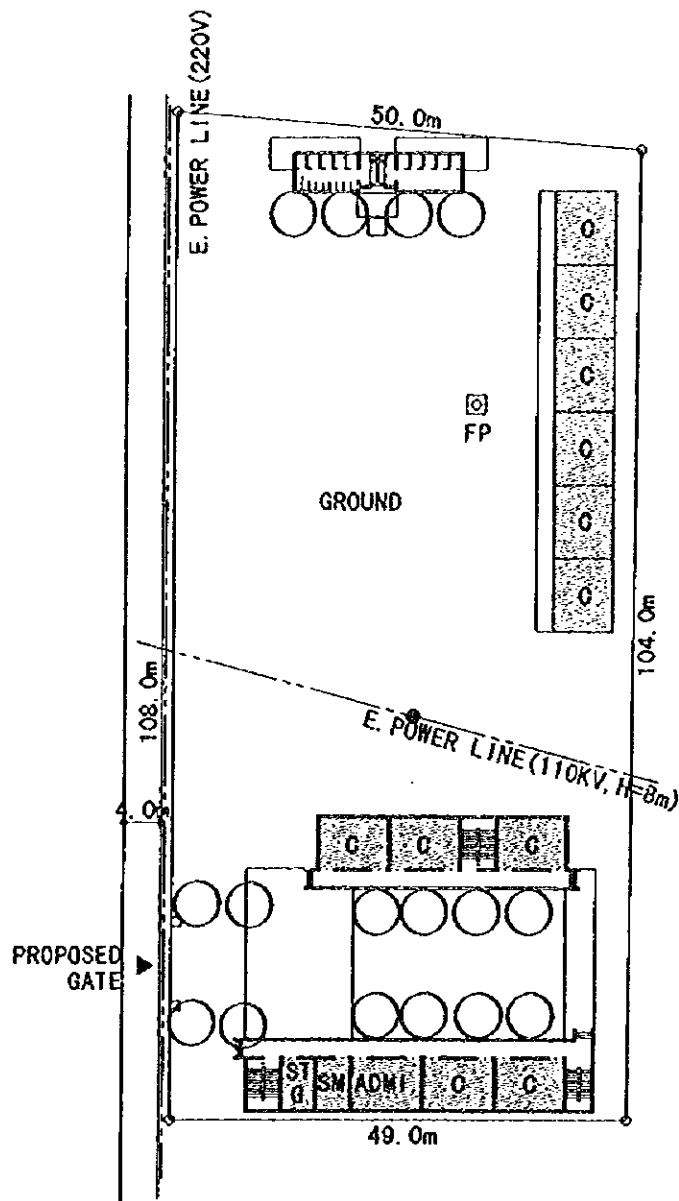 E. POWER LINE (220V)
50.0m
C
C
C
C
C
C
FP
GROUND
104.0m
108.0m
E. POWER LINE (110KV, H=8m)
4.0
C
C
C
PROPOSED
GATE
ST
G
SM
ADMI
C
C
49.0m